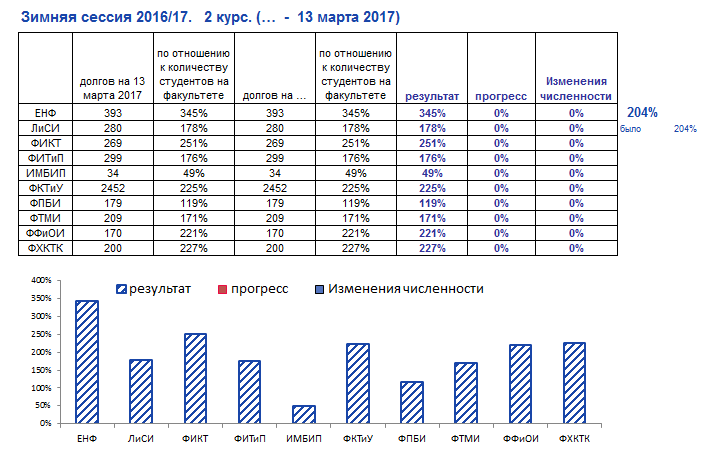 Зимняя сессия 2016/17. 2 курс. (… - 13 марта 2017)
долгов на 13 марта 2017 по отношению к количеству студентов на факультете долгов на ... по отношению к количеству студентов на факультете результат прогресс Изменения численности
ЕНФ 393 345% 393 345% 345% 0% 0% 204%
ЛиСИ 280 178% 280 178% 178% 0% 0% было 204%
ФИКТ 269 251% 269 251% 251% 0% 0%
ФИТиП 299 176% 299 176% 176% 0% 0%
ИМБИП 34 49% 34 49% 49% 0% 0%
ФКТиУ 2452 225% 2452 225% 225% 0% 0%
ФПБИ 179 119% 179 119% 119% 0% 0%
ФТМИ 209 171% 209 171% 171% 0% 0%
ФФиОИ 170 221% 170 221% 221% 0% 0%
ФХКТК 200 227% 200 227% 227% 0% 0%
результат прогресс Изменения численности
400%
350%
300%
250%
200%
150%
100%
50%
0%
ЕНФ ЛиСИ ФИКТ ФИТиП ИМБИП ФКТиУ ФПБИ ФТМИ ФФиОИ ФХКТК